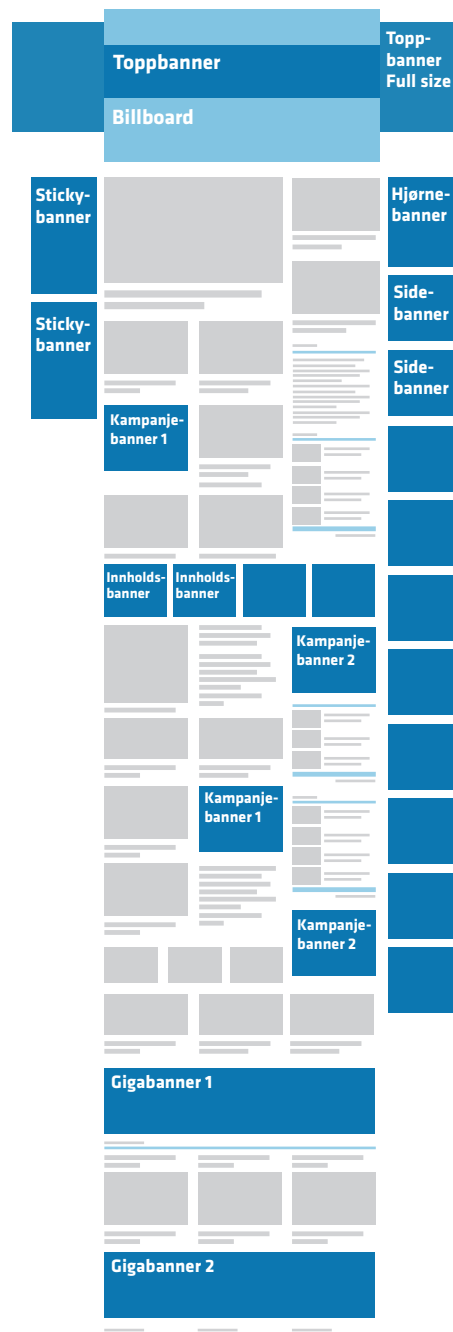 Toppbanner
Topp-
banner
Full size
Billboard
Sticky-
banner
Hjørne-
banner
Side-
banner
Sticky-
banner
Side-
banner
Kampanje-
banner 1
Innholds-
banner
Innholds-
banner
Kampanje-
banner 2
Kampanje-
banner 1
Kampanje-
banner 2
Gigabanner 1
Gigabanner 2